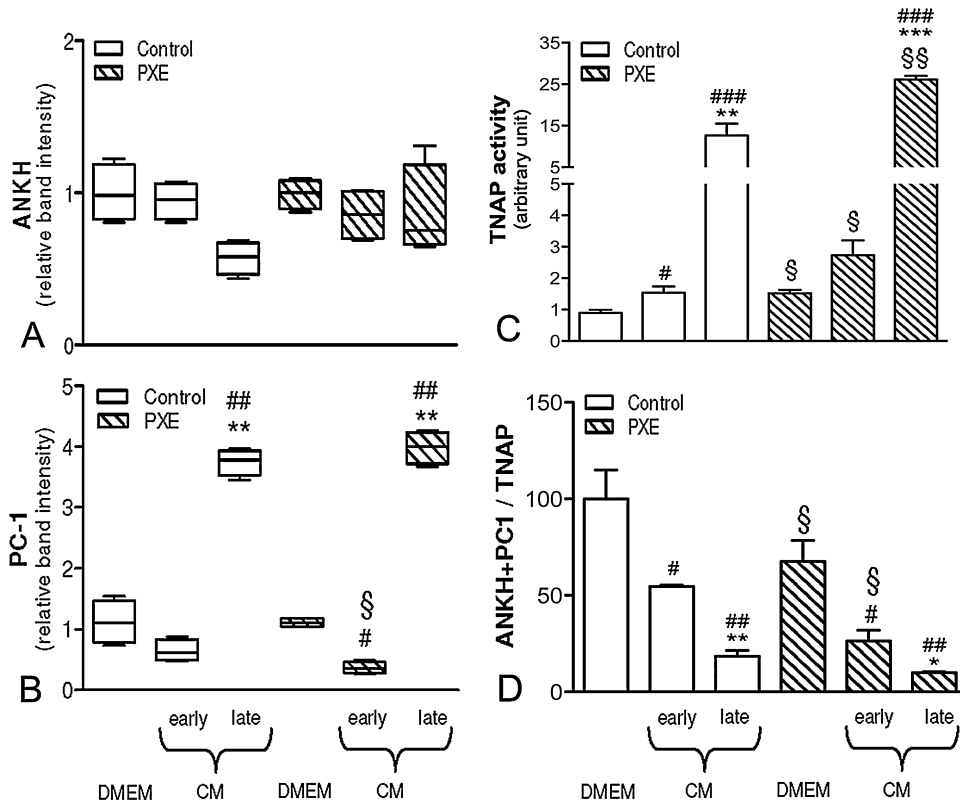 Control
PXE
2
1
0
ANKH
(relative band intensity)
A
###
***
§§
###
**
#
§
§
Control
PXE
35
25
15
5
5
4
3
2
1
0
TNAP activity
(arbitrary unit)
C
Control
PXE
5
4
3
2
1
0
PC-1
(relative band intensity)
##
**
##
**
§
#
B
early late early late
DMEM CM DMEM CM
Control
PXE
150
100
50
0
ANKH+PC1 / TNAP
#
##
**
§
§
#
##
*
D
early late early late
DMEM CM DMEM CM